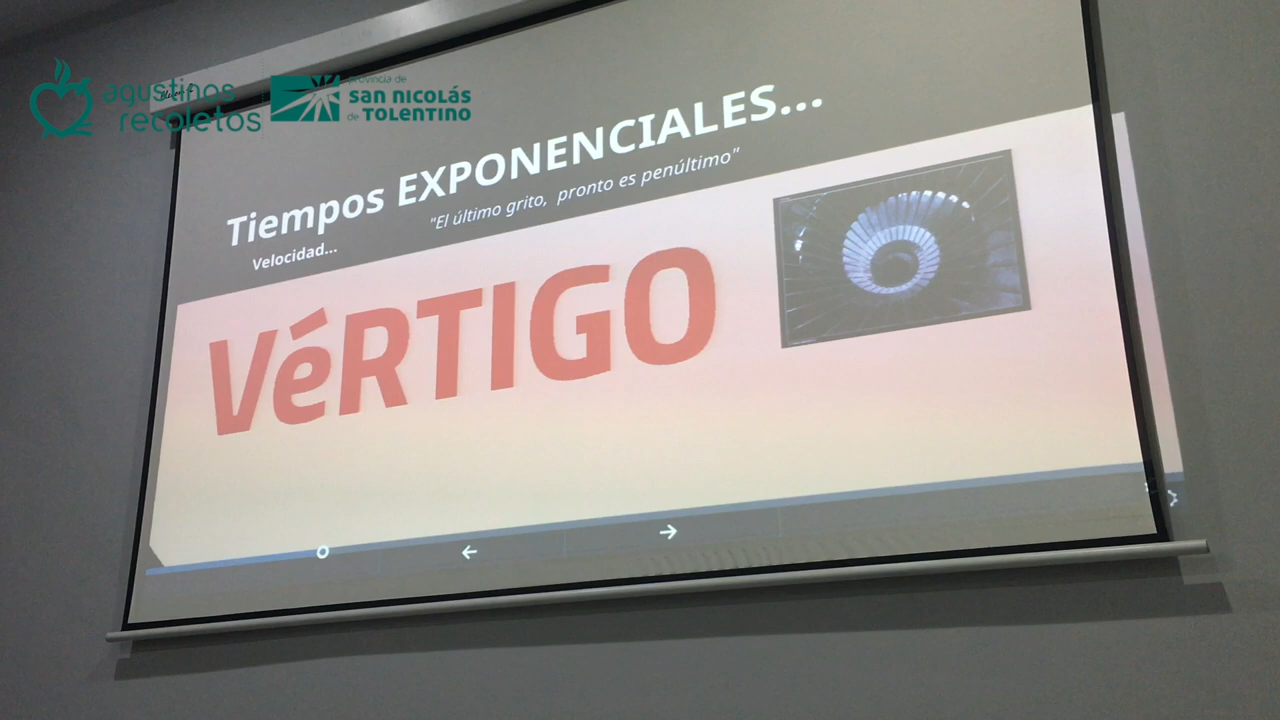 agustinos
recoletos
provincia de
SAN NICOLÁS
de TOLENTINO
Tiempos EXPONENCIALES...
"El último grito, pronto es penúltimo"
Velocidad...
VéRTIGO